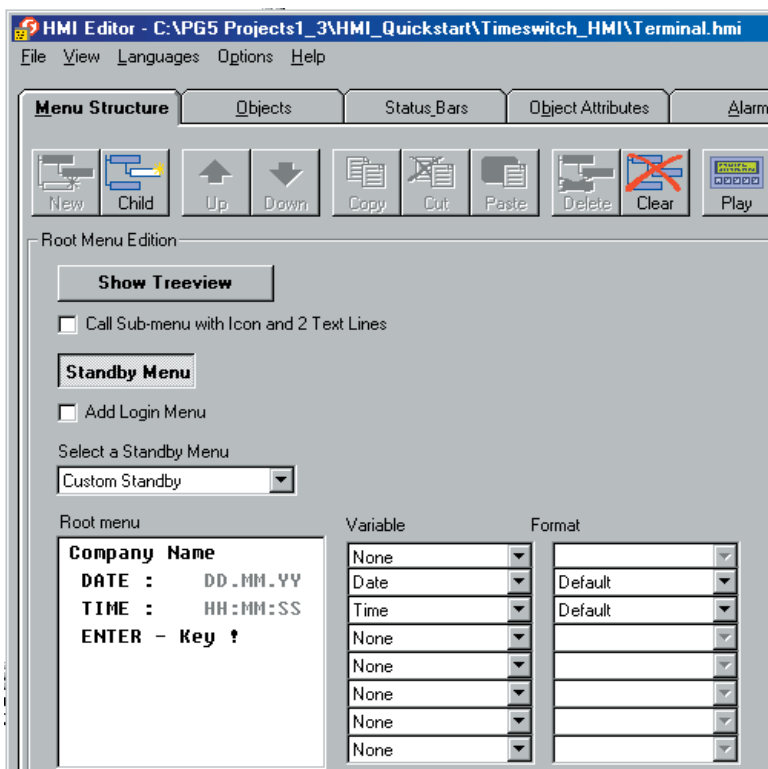 HMI Editor - C:\PG5 Projects1_3\HMI_Quickstart\Timeswitch_HMI\Terminal.hmi
File View Languages Options Help
Menu Structure Objects Status Bars Object Attributes Alarm
New Child Up Down Copy Cut Paste Delete Clear Play
Root Menu Edition
Show Treeview
Call Sub-menu with Icon and 2 Text Lines
Standby Menu
Add Login Menu
Select a Standby Menu
Custom Standby
Root menu Variable Format
Company Name None
DATE : DD.MM.YY Date Default
TIME : HH:MM:SS Time Default
ENTER - Key ! None
None
None
None
None